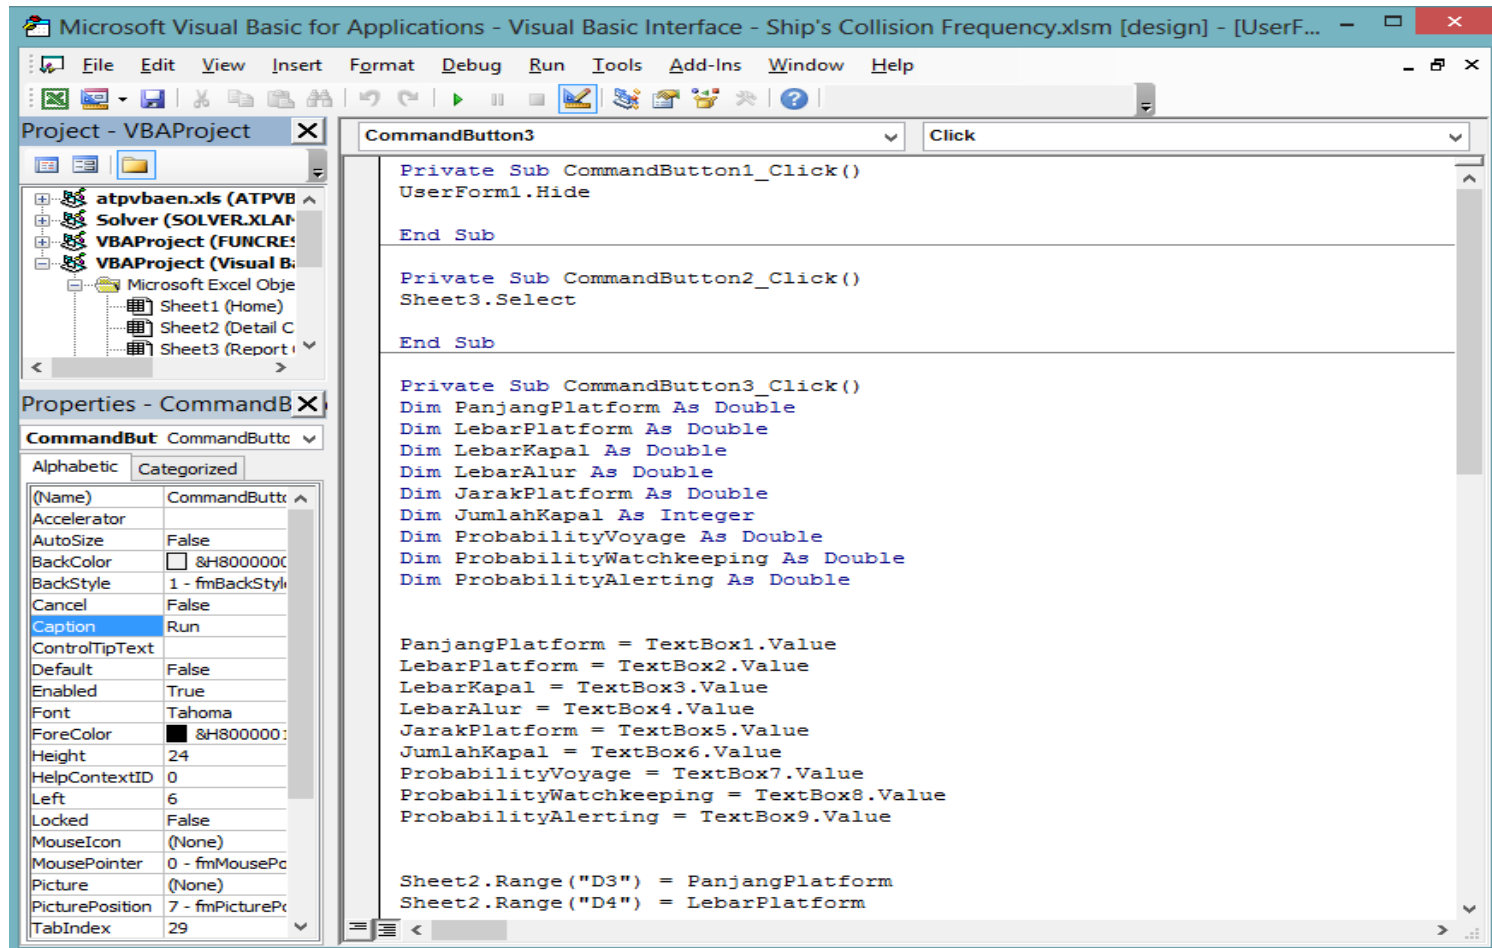 Microsoft Visual Basic for Applications - Visual Basic Interface - Ship's Collision Frequency.xlsm [design] - [UserF...
File Edit View Insert Format Debug Run Tools Add-Ins Window Help
Project - VBAProject
atpvbaen.xls (ATPVB
Solver (SOLVER.XLAM
VBAProject (FUNCRES
VBAProject (Visual Ba
Microsoft Excel Obje
Sheet1 (Home)
Sheet2 (Detail C
Sheet3 (Report
Properties - CommandB
CommandBut CommandButto
Alphabetic Categorized
(Name) CommandButto
Accelerator
AutoSize False
BackColor &H8000000
BackStyle 1 - fmBackStyle
Cancel False
Caption Run
ControlTipText
Default False
Enabled True
Font Tahoma
ForeColor &H8000001
Height 24
HelpContextID 0
Left 6
Locked False
MouseIcon (None)
MousePointer 0 - fmMousePo
Picture (None)
PicturePosition 7 - fmPicturePo
TabIndex 29
CommandButton3 Click
Private Sub CommandButton1_Click()
UserForm1.Hide
End Sub
Private Sub CommandButton2_Click()
Sheet3.Select
End Sub
Private Sub CommandButton3_Click()
Dim PanjangPlatform As Double
Dim LebarPlatform As Double
Dim LebarKapal As Double
Dim LebarAlur As Double
Dim JarakPlatform As Double
Dim JumlahKapal As Integer
Dim ProbabilityVoyage As Double
Dim ProbabilityWatchkeeping As Double
Dim ProbabilityAlerting As Double
PanjangPlatform = TextBox1.Value
LebarPlatform = TextBox2.Value
LebarKapal = TextBox3.Value
LebarAlur = TextBox4.Value
JarakPlatform = TextBox5.Value
JumlahKapal = TextBox6.Value
ProbabilityVoyage = TextBox7.Value
ProbabilityWatchkeeping = TextBox8.Value
ProbabilityAlerting = TextBox9.Value
Sheet2.Range("D3") = PanjangPlatform
Sheet2.Range("D4") = LebarPlatform